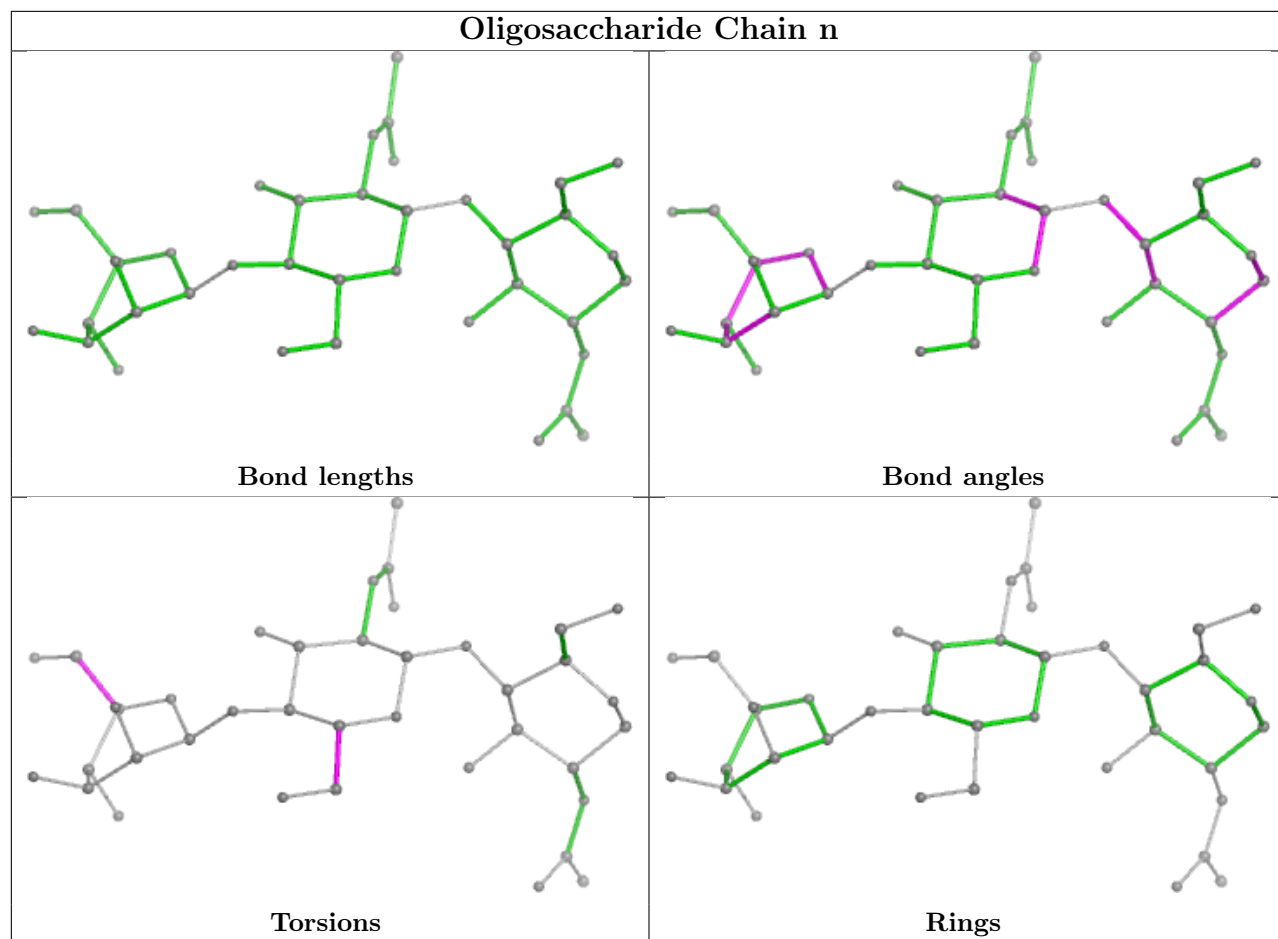 Oligosaccharide Chain n
Bond lengths
Bond angles
Torsions
Rings